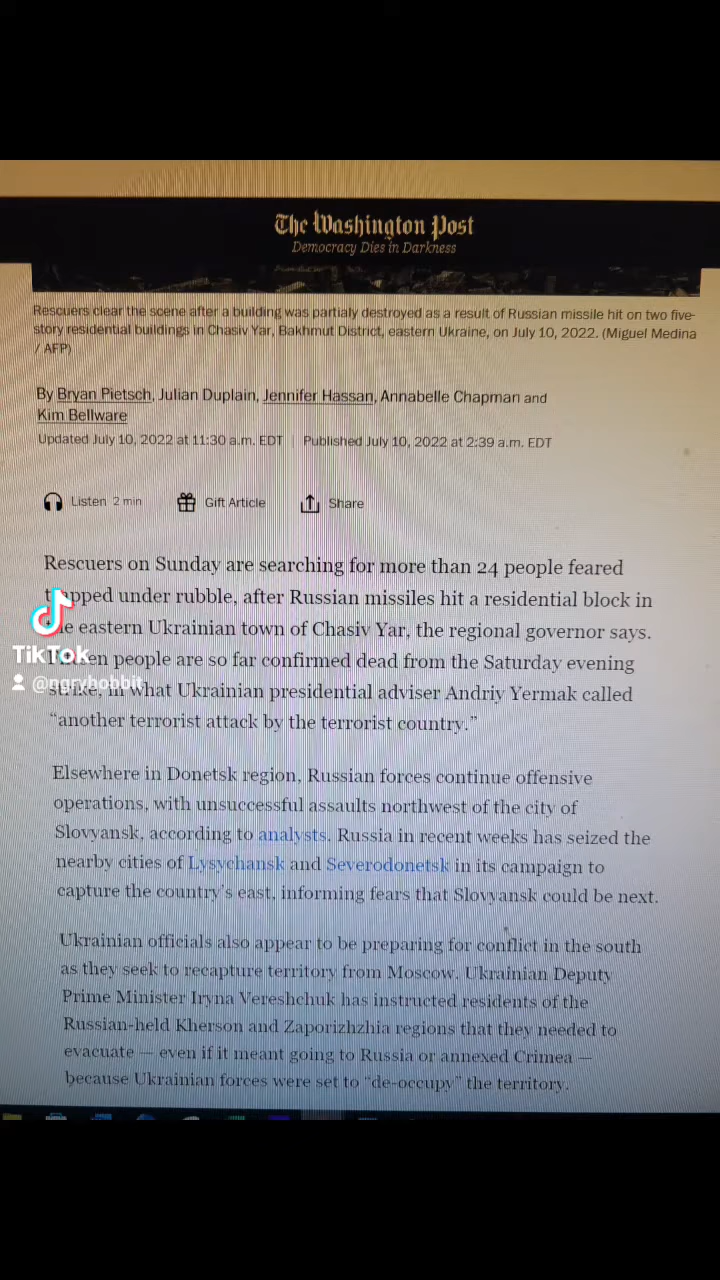 The Washington Post
Democracy Dies in Darkness
Rescuers clear the scene after a building was partialy destroyed as a result of Russian missile hit on two five-
story residential buildings in Chasiv Yar, Bakhmut District, eastern Ukraine, on July 10, 2022. (Miguel Medina
/ AFP)
By Bryan Pietsch, Julian Duplain, Jennifer Hassan, Annabelle Chapman and
Kim Bellware
Updated July 10, 2022 at 11:30 a.m. EDT | Published July 10, 2022 at 2:39 a.m. EDT
Listen 2 min Gift Article Share
Rescuers on Sunday are searching for more than 24 people feared
trapped under rubble, after Russian missiles hit a residential block in
the eastern Ukrainian town of Chasiv Yar, the regional governor says.
people are so far confirmed dead from the Saturday evening
strike, in what Ukrainian presidential adviser Andriy Yermak called
“another terrorist attack by the terrorist country.”
TikTok
@ngryhobbit
Elsewhere in Donetsk region, Russian forces continue offensive
operations, with unsuccessful assaults northwest of the city of
Slovyansk, according to analysts. Russia in recent weeks has seized the
nearby cities of Lysychansk and Severodonetsk in its campaign to
capture the country’s east, informing fears that Slovyansk could be next.
Ukrainian officials also appear to be preparing for conflict in the south
as they seek to recapture territory from Moscow. Ukrainian Deputy
Prime Minister Iryna Vereshchuk has instructed residents of the
Russian-held Kherson and Zaporizhzhia regions that they needed to
evacuate — even if it meant going to Russia or annexed Crimea —
because Ukrainian forces were set to “de-occupy” the territory.